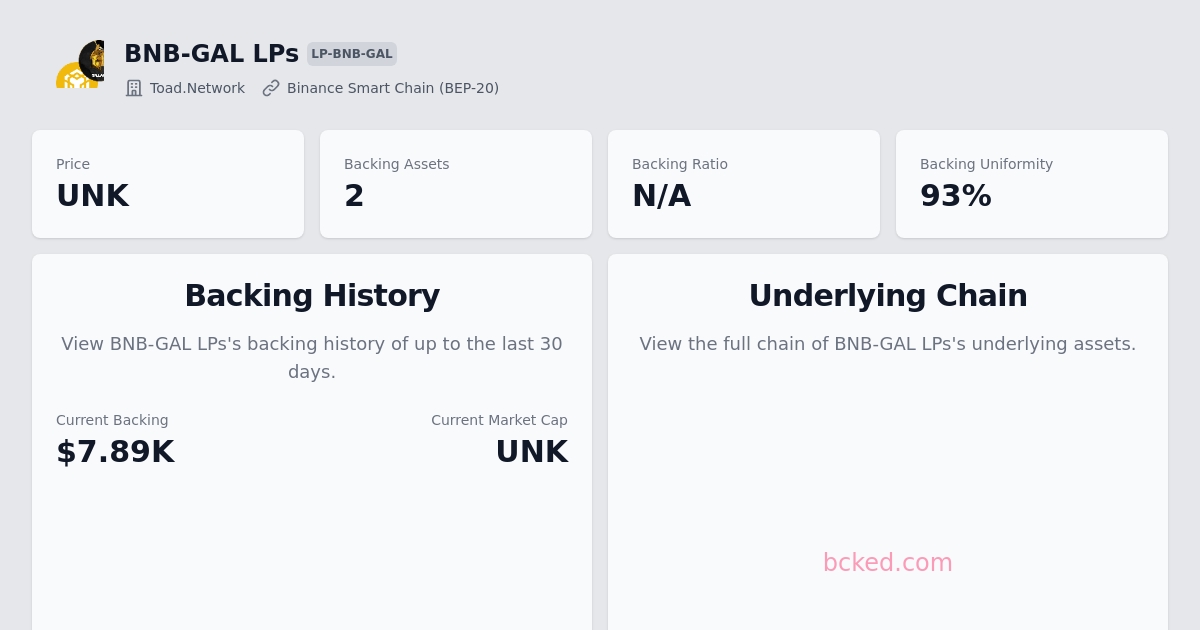 BNB-GAL LPs LP-BNB-GAL
Toad.Network Binance Smart Chain (BEP-20)
Price
UNK
Backing Assets
2
Backing Ratio
N/A
Backing Uniformity
93%
Backing History
View BNB-GAL LPs's backing history of up to the last 30
days.
Current Backing
$7.89K
Current Market Cap
UNK
Underlying Chain
View the full chain of BNB-GAL LPs's underlying assets.
bcked.com